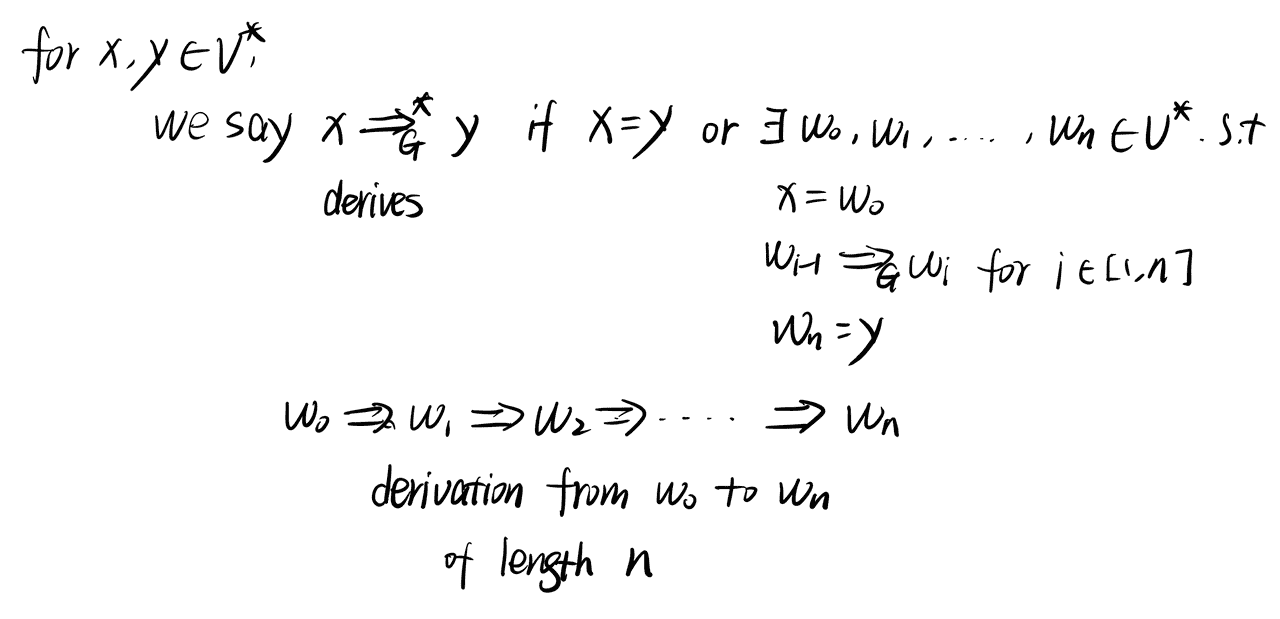 for x, y ∈ V*,
we say x ⇒*G y if x = y or ∃ w₀, w₁, ...., wₙ ∈ V*. s.t
derives
x = w₀
wᵢ₋₁ ⇒G wᵢ for i ∈ [1, n]
wₙ = y
w₀ ⇒ w₁ ⇒ w₂ ⇒ ..... ⇒ wₙ
derivation from w₀ to wₙ
of length n